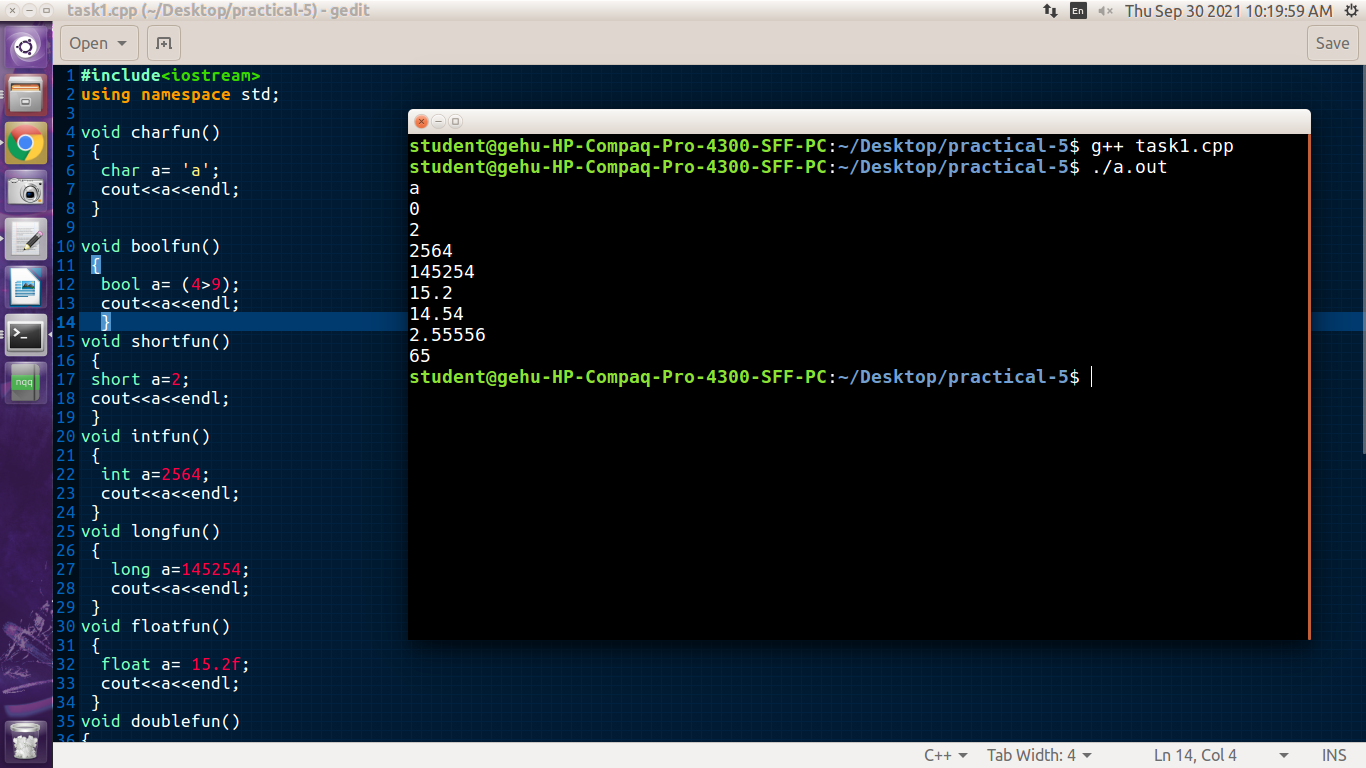 task1.cpp (~/Desktop/practical-5) - gedit
En
Thu Sep 30 2021 10:19:59 AM
Open
Save
1 #include<iostream>
2 using namespace std;
3
4 void charfun()
5 {
6 char a= 'a';
7 cout<<a<<endl;
8 }
9
10 void boolfun()
11 {
12 bool a= (4>9);
13 cout<<a<<endl;
14 }
15 void shortfun()
16 {
17 short a=2;
18 cout<<a<<endl;
19 }
20 void intfun()
21 {
22 int a=2564;
23 cout<<a<<endl;
24 }
25 void longfun()
26 {
27 long a=145254;
28 cout<<a<<endl;
29 }
30 void floatfun()
31 {
32 float a= 15.2f;
33 cout<<a<<endl;
34 }
35 void doublefun()
36 {
student@gehu-HP-Compaq-Pro-4300-SFF-PC:~/Desktop/practical-5$ g++ task1.cpp
student@gehu-HP-Compaq-Pro-4300-SFF-PC:~/Desktop/practical-5$ ./a.out
a
0
2
2564
145254
15.2
14.54
2.55556
65
student@gehu-HP-Compaq-Pro-4300-SFF-PC:~/Desktop/practical-5$
>_
nqq
C++
Tab Width: 4
Ln 14, Col 4
INS